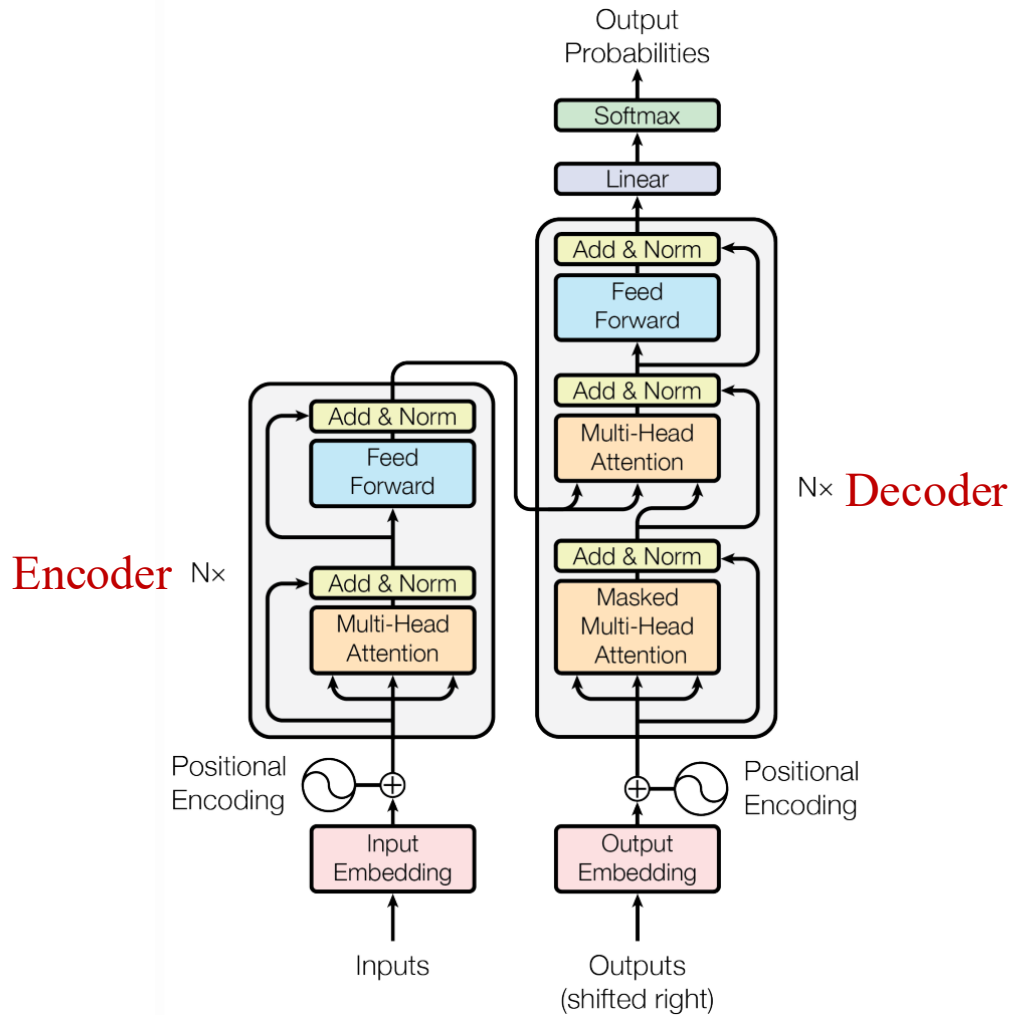 Output
Probabilities
Softmax
Linear
Add & Norm
Feed
Forward
Add & Norm
Multi-Head
Attention
Nx Decoder
Add & Norm
Masked
Multi-Head
Attention
Add & Norm
Feed
Forward
Encoder Nx
Add & Norm
Multi-Head
Attention
Positional
Encoding
Positional
Encoding
Input
Embedding
Output
Embedding
Inputs
Outputs
(shifted right)